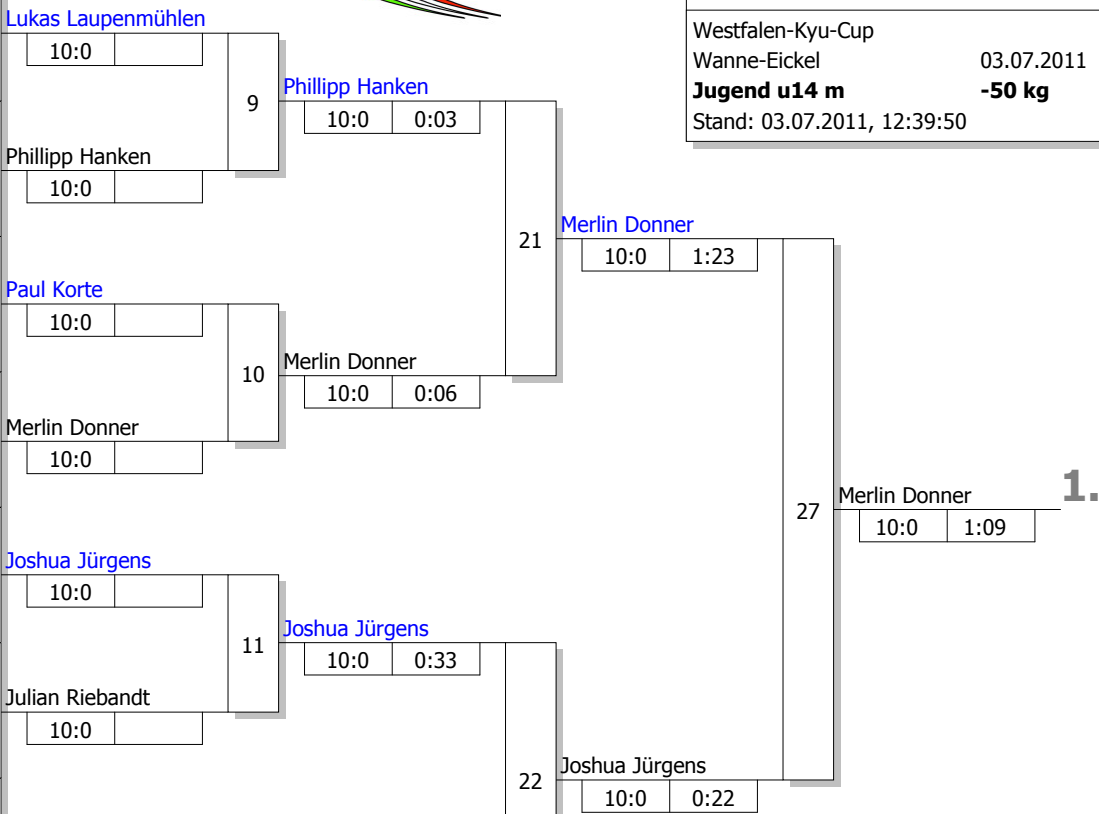 Lukas Laupenmühlen
10:0
Westfalen-Kyu-Cup
Wanne-Eickel 03.07.2011
Jugend u14 m -50 kg
Stand: 03.07.2011, 12:39:50
9
Phillipp Hanken
10:0 0:03
Phillipp Hanken
10:0
21
Merlin Donner
10:0 1:23
Paul Korte
10:0
10
Merlin Donner
10:0 0:06
Merlin Donner
10:0
27
Merlin Donner 1.
10:0 1:09
Joshua Jürgens
10:0
11
Joshua Jürgens
10:0 0:33
Julian Riebandt
10:0
22
Joshua Jürgens
10:0 0:22